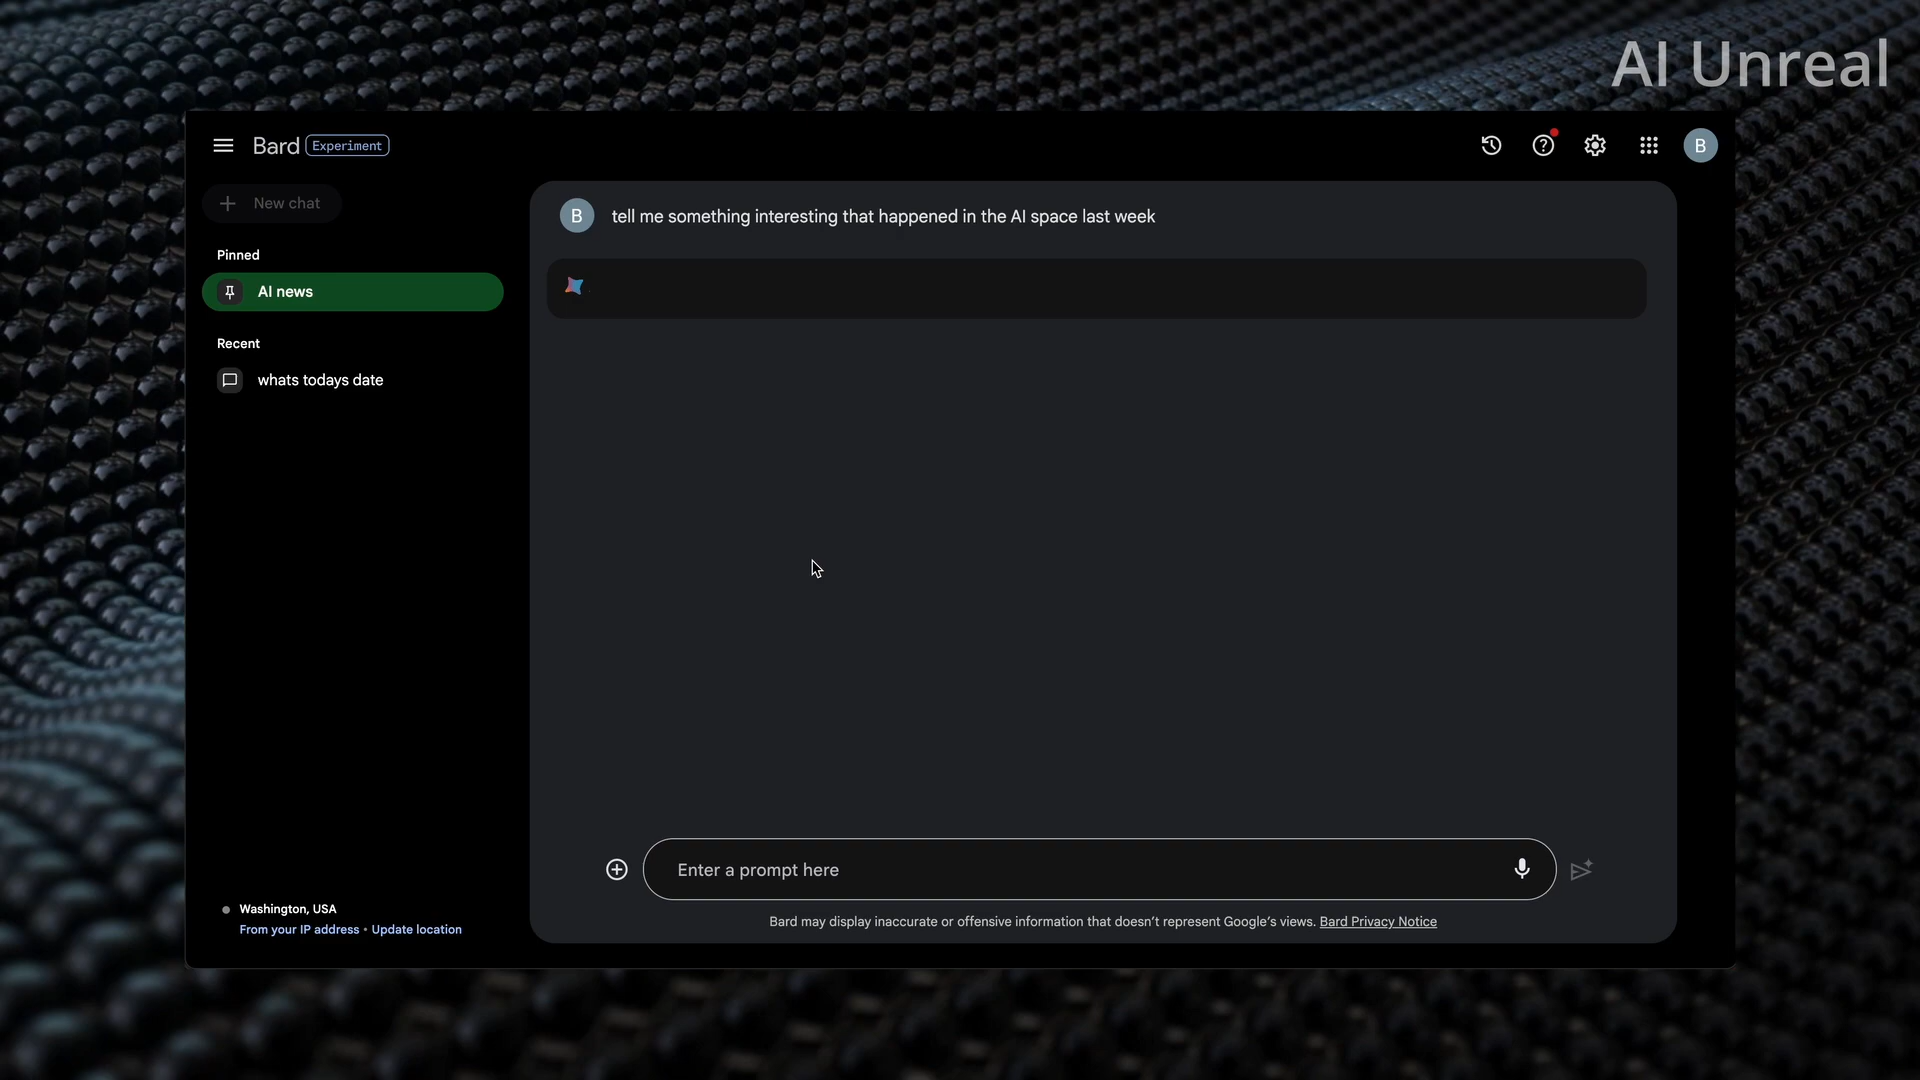 AI Unreal
Bard Experiment
B
New chat
B tell me something interesting that happened in the AI space last week
Pinned
AI news
Recent
whats todays date
Enter a prompt here
Washington, USA
From your IP address • Update location
Bard may display inaccurate or offensive information that doesn't represent Google's views. Bard Privacy Notice